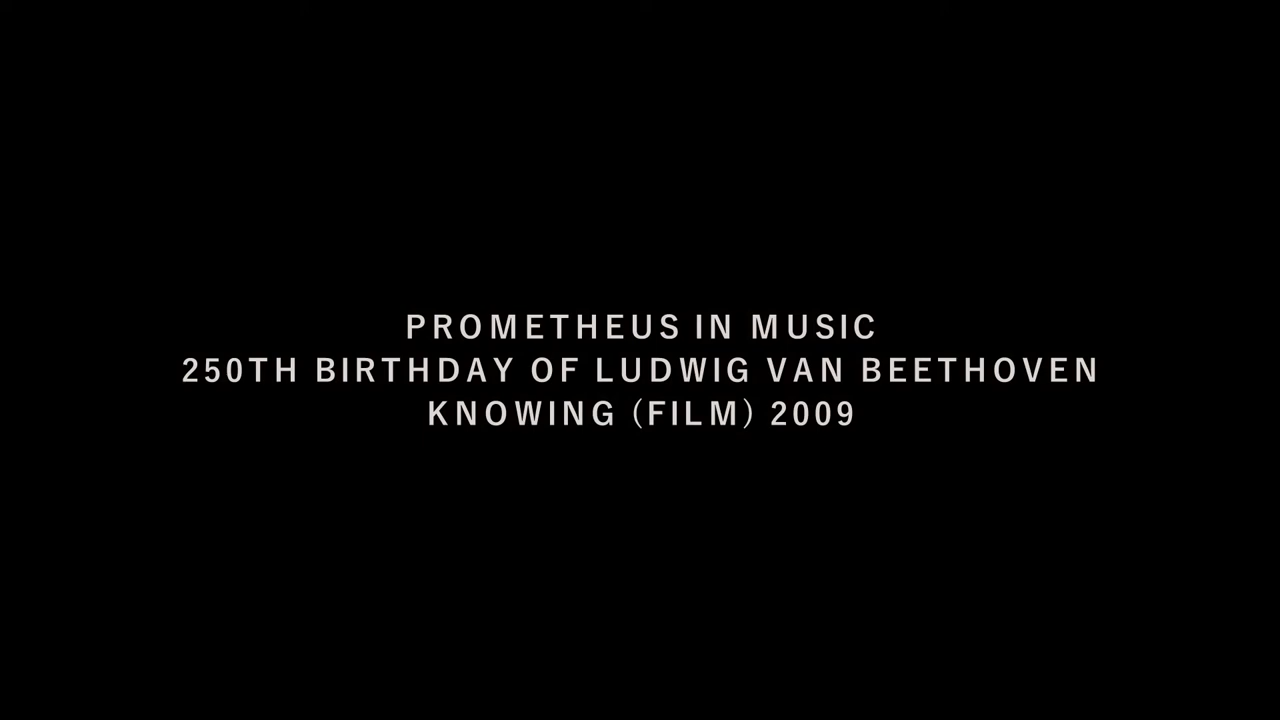 PROMETHEUS IN MUSIC
250TH BIRTHDAY OF LUDWIG VAN BEETHOVEN
KNOWING (FILM) 2009